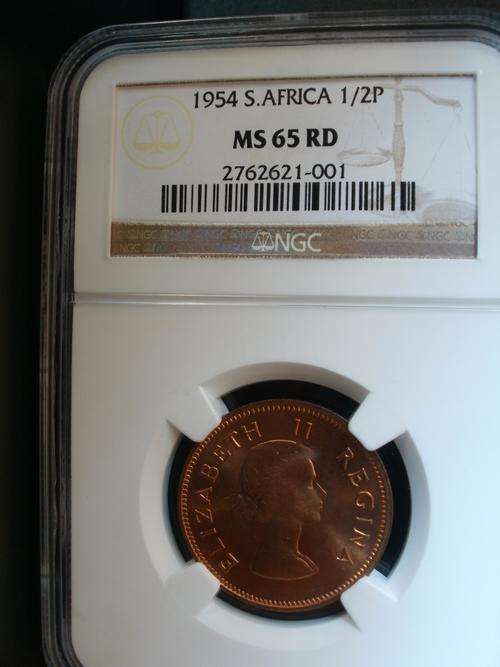 1954 S.AFRICA 1/2P
MS 65 RD
2762621-001
NGC
ELIZABETH II REGINA